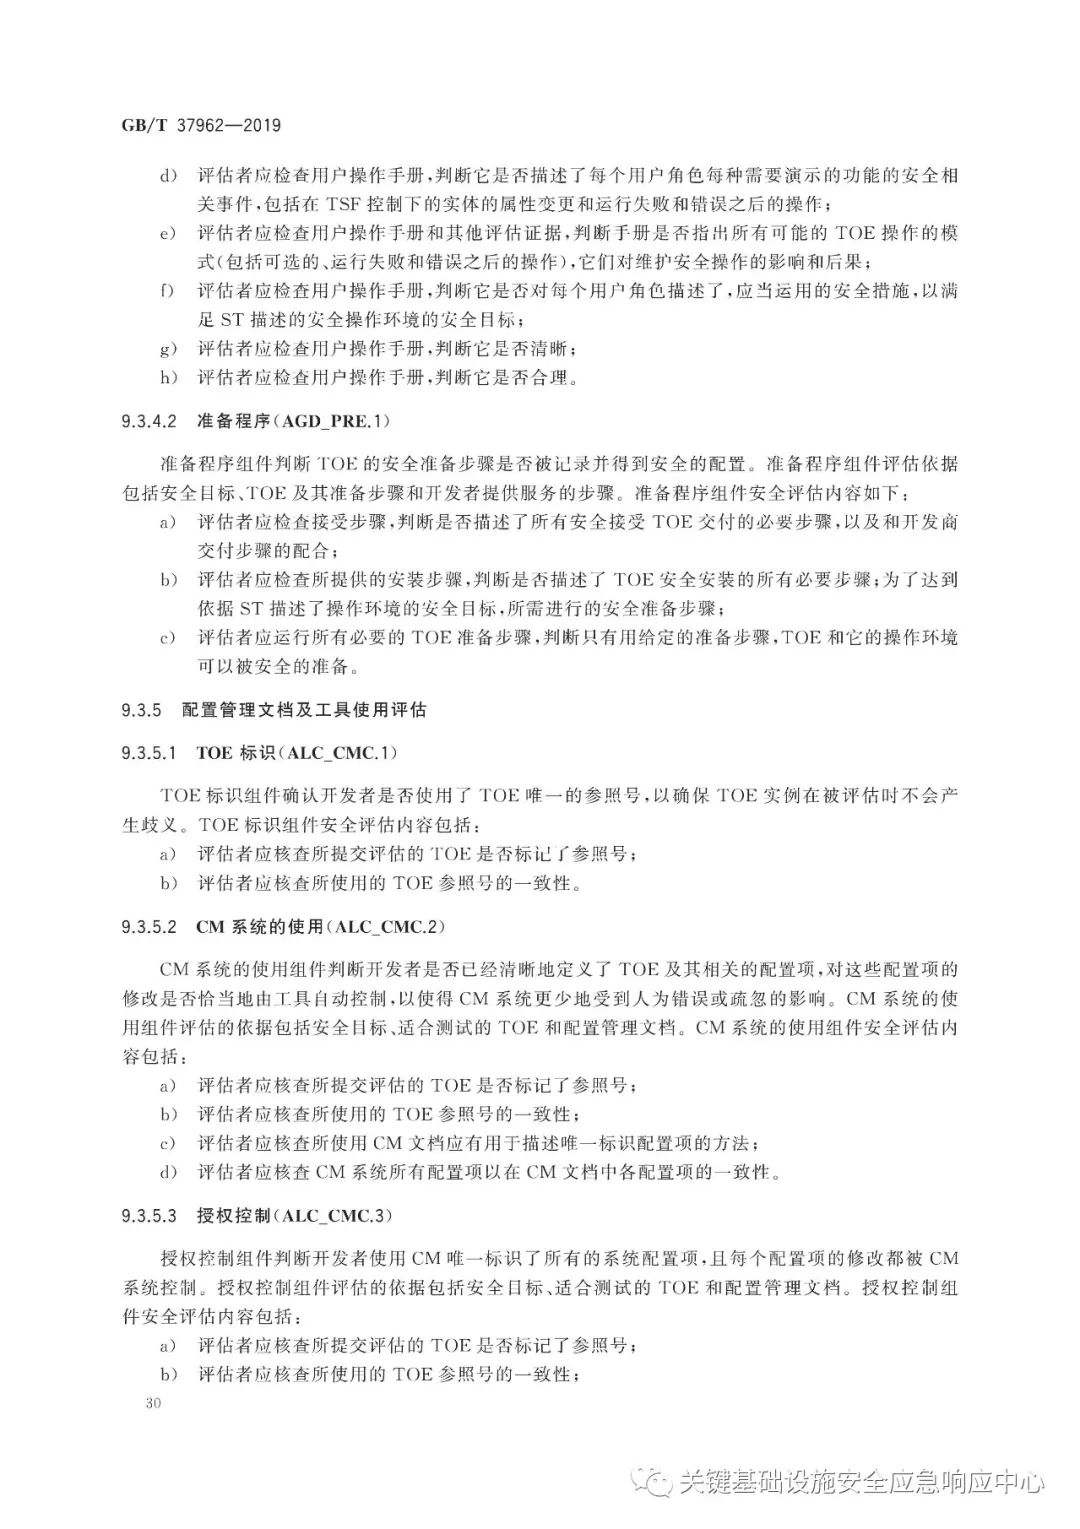 GB/T 37962—2019
d) 评估者应检查用户操作手册,判断它是否描述了每个用户角色每种需要演示的功能的安全相
关事件,包括在 TSF 控制下的实体的属性变更和运行失败和错误之后的操作;
e) 评估者应检查用户操作手册和其他评估证据,判断手册是否指出所有可能的 TOE 操作的模
式(包括可选的、运行失败和错误之后的操作),它们对维护安全操作的影响和后果;
f) 评估者应检查用户操作手册,判断它是否对每个用户角色描述了,应当运用的安全措施,以满
足 ST 描述的安全操作环境的安全目标;
g) 评估者应检查用户操作手册,判断它是否清晰;
h) 评估者应检查用户操作手册,判断它是否合理。
9.3.4.2 准备程序(AGD_PRE.1)
准备程序组件判断 TOE 的安全准备步骤是否被记录并得到安全的配置。准备程序组件评估依据
包括安全目标、TOE 及其准备步骤和开发者提供服务的步骤。准备程序组件安全评估内容如下:
a) 评估者应检查接受步骤,判断是否描述了所有安全接受 TOE 交付的必要步骤,以及和开发商
交付步骤的配合;
b) 评估者应检查所提供的安装步骤,判断是否描述了 TOE 安全安装的所有必要步骤;为了达到
依据 ST 描述了操作环境的安全目标,所需进行的安全准备步骤;
c) 评估者应运行所有必要的 TOE 准备步骤,判断只有用给定的准备步骤,TOE 和它的操作环境
可以被安全的准备。
9.3.5 配置管理文档及工具使用评估
9.3.5.1 TOE 标识(ALC_CMC.1)
TOE 标识组件确认开发者是否使用了 TOE 唯一的参照号,以确保 TOE 实例在被评估时不会产
生歧义。TOE 标识组件安全评估内容包括:
a) 评估者应核查所提交评估的 TOE 是否标记了参照号;
b) 评估者应核查所使用的 TOE 参照号的一致性。
9.3.5.2 CM 系统的使用(ALC_CMC.2)
CM 系统的使用组件判断开发者是否已经清晰地定义了 TOE 及其相关的配置项,对这些配置项的
修改是否恰当地由工具自动控制,以使得 CM 系统更少地受到人为错误或疏忽的影响。CM 系统的使
用组件评估的依据包括安全目标、适合测试的 TOE 和配置管理文档。CM 系统的使用组件安全评估内
容包括:
a) 评估者应核查所提交评估的 TOE 是否标记了参照号;
b) 评估者应核查所使用的 TOE 参照号的一致性;
c) 评估者应核查所使用 CM 文档应有用于描述唯一标识配置项的方法;
d) 评估者应核查 CM 系统所有配置项以在 CM 文档中各配置项的一致性。
9.3.5.3 授权控制(ALC_CMC.3)
授权控制组件判断开发者使用 CM 唯一标识了所有的系统配置项,且每个配置项的修改都被 CM
系统控制。授权控制组件评估的依据包括安全目标、适合测试的 TOE 和配置管理文档。授权控制组
件安全评估内容包括:
a) 评估者应核查所提交评估的 TOE 是否标记了参照号;
b) 评估者应核查所使用的 TOE 参照号的一致性;
30
关键基础设施安全应急响应中心